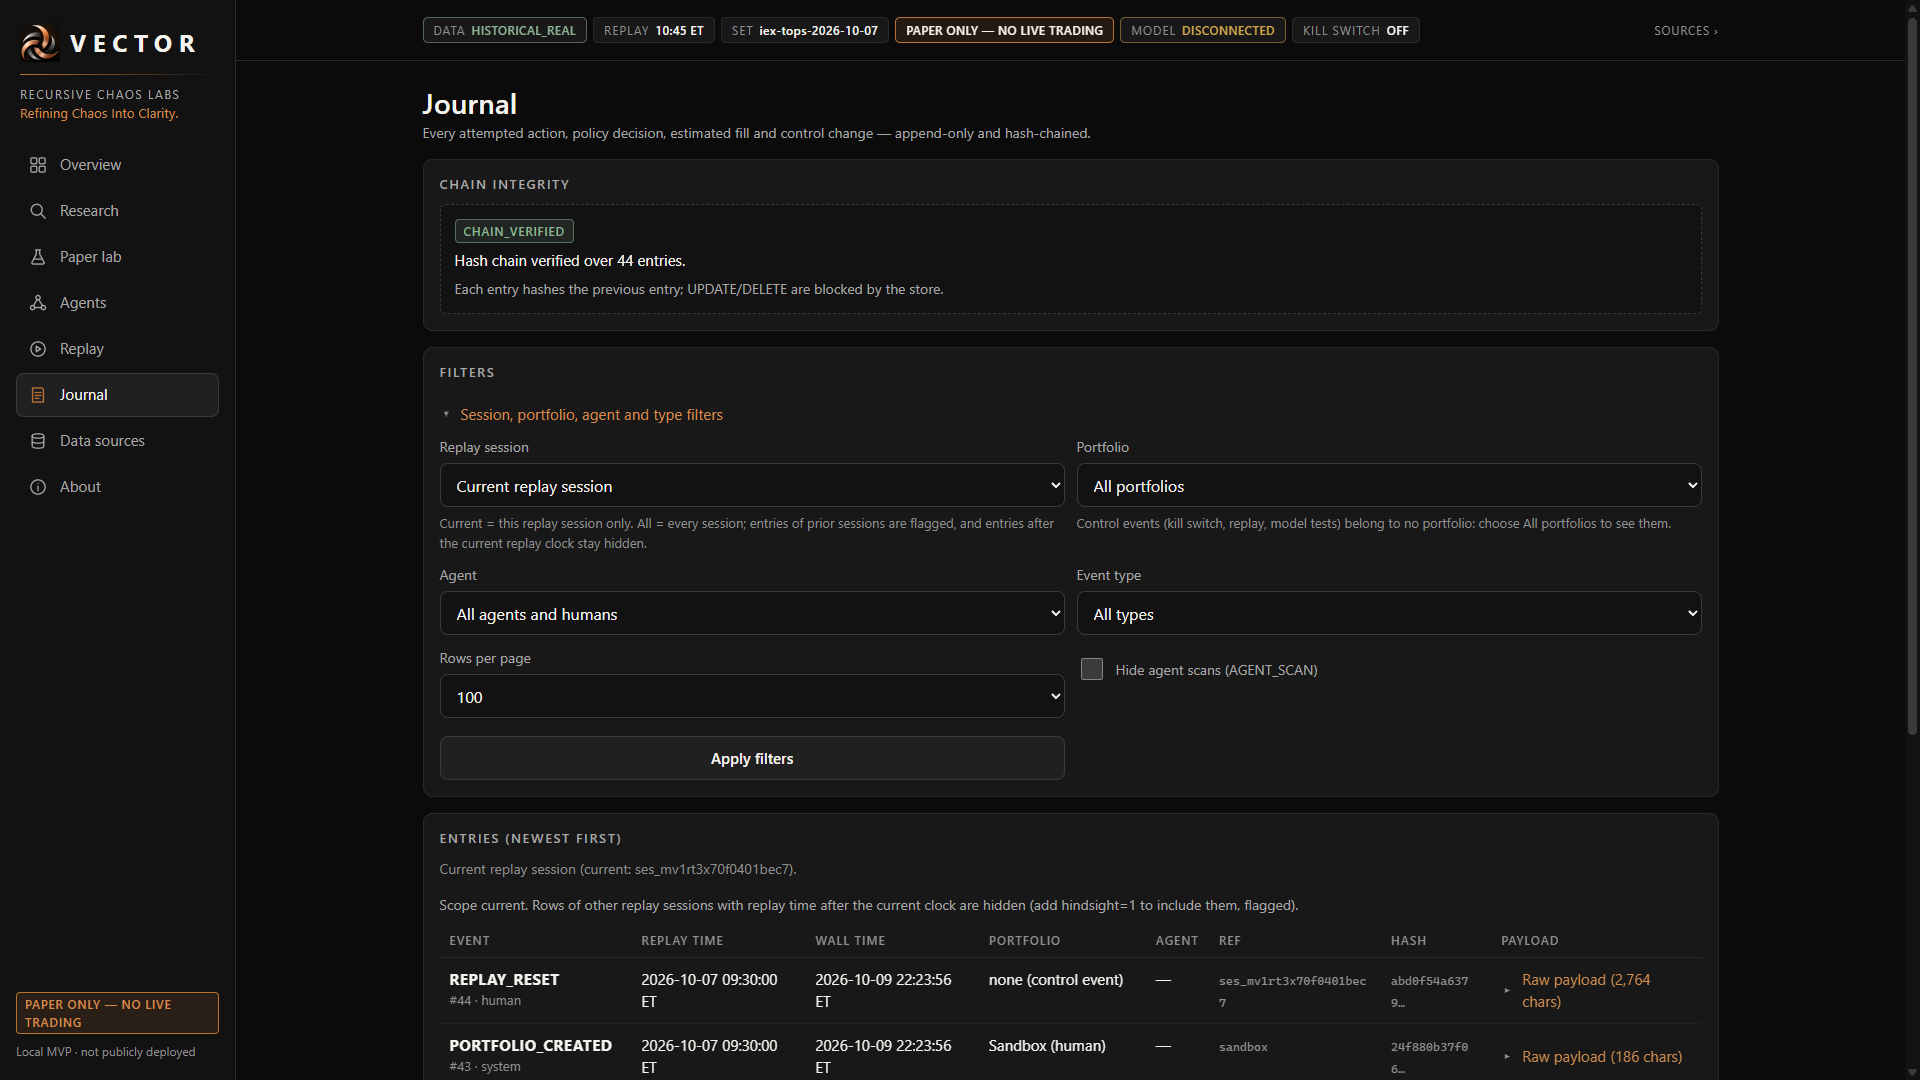 VECTOR
RECURSIVE CHAOS LABS
Refining Chaos Into Clarity.
Overview
Research
Paper lab
Agents
Replay
Journal
Data sources
About
PAPER ONLY — NO LIVE
TRADING
Local MVP · not publicly deployed
DATA HISTORICAL_REAL
REPLAY 10:45 ET
SET iex-tops-2026-10-07
PAPER ONLY — NO LIVE TRADING
MODEL DISCONNECTED
KILL SWITCH OFF
SOURCES ›
Journal
Every attempted action, policy decision, estimated fill and control change — append-only and hash-chained.
CHAIN INTEGRITY
CHAIN_VERIFIED
Hash chain verified over 44 entries.
Each entry hashes the previous entry; UPDATE/DELETE are blocked by the store.
FILTERS
▾ Session, portfolio, agent and type filters
Replay session
Current replay session
Current = this replay session only. All = every session; entries of prior sessions are flagged, and entries after
the current replay clock stay hidden.
Portfolio
All portfolios
Control events (kill switch, replay, model tests) belong to no portfolio: choose All portfolios to see them.
Agent
All agents and humans
Event type
All types
Rows per page
100
Hide agent scans (AGENT_SCAN)
Apply filters
ENTRIES (NEWEST FIRST)
Current replay session (current: ses_mv1rt3x70f0401bec7).
Scope current. Rows of other replay sessions with replay time after the current clock are hidden (add hindsight=1 to include them, flagged).
EVENT REPLAY TIME WALL TIME PORTFOLIO AGENT REF HASH PAYLOAD
REPLAY_RESET 2026-10-07 09:30:00 2026-10-09 22:23:56 none (control event) — ses_mv1rt3x70f0401bec abd0f54a637 ▸ Raw payload (2,764
#44 · human ET ET 7 9… chars)
PORTFOLIO_CREATED 2026-10-07 09:30:00 2026-10-09 22:23:56 Sandbox (human) — sandbox 24f880b37f0 ▸ Raw payload (186 chars)
#43 · system ET ET 6…